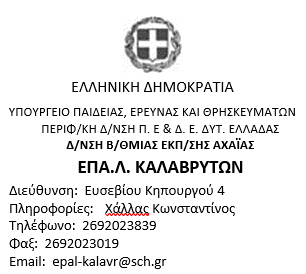 ΕΛΛΗΝΙΚΗ ΔΗΜΟΚΡΑΤΙΑ
ΥΠΟΥΡΓΕΙΟ ΠΑΙΔΕΙΑΣ, ΕΡΕΥΝΑΣ ΚΑΙ ΘΡΗΣΚΕΥΜΑΤΩΝ
ΠΕΡΙΦ/ΚΗ Δ/ΝΣΗ Π. Ε & Δ. Ε. ΔΥΤ. ΕΛΛΑΔΑΣ
Δ/ΝΣΗ Β/ΘΜΙΑΣ ΕΚΠ/ΣΗΣ ΑΧΑΪΑΣ
ΕΠΑ.Λ. ΚΑΛΑΒΡΥΤΩΝ
Διεύθυνση: Ευσεβίου Κηπουργού 4
Πληροφορίες: Χάλλας Κωνσταντίνος
Τηλέφωνο: 2692023839
Φαξ: 2692023019
Email: epal-kalavr@sch.gr